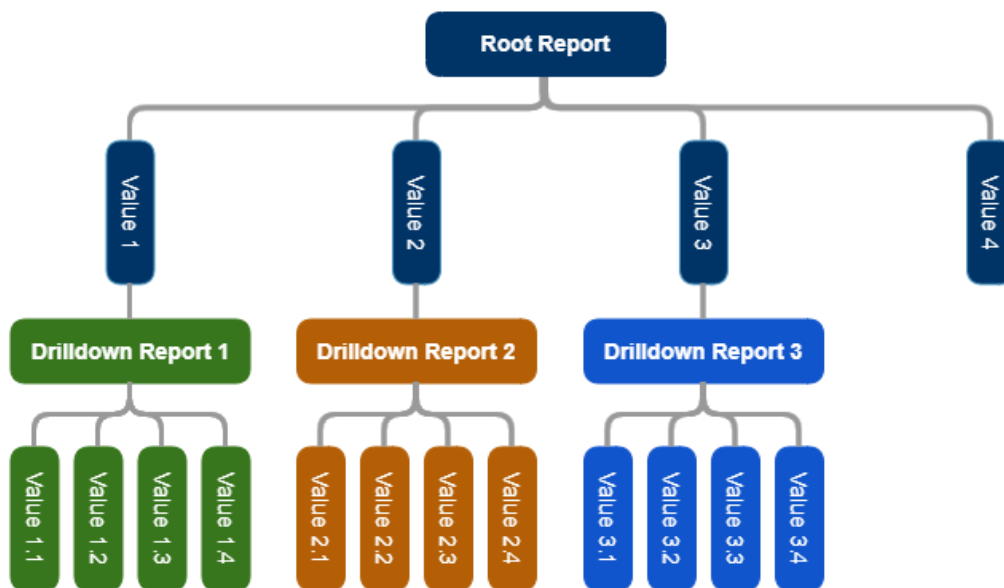 Root Report
Value 1
Value 2
Value 3
Value 4
Drilldown Report 1
Drilldown Report 2
Drilldown Report 3
Value 1.1
Value 1.2
Value 1.3
Value 1.4
Value 2.1
Value 2.2
Value 2.3
Value 2.4
Value 3.1
Value 3.2
Value 3.3
Value 3.4